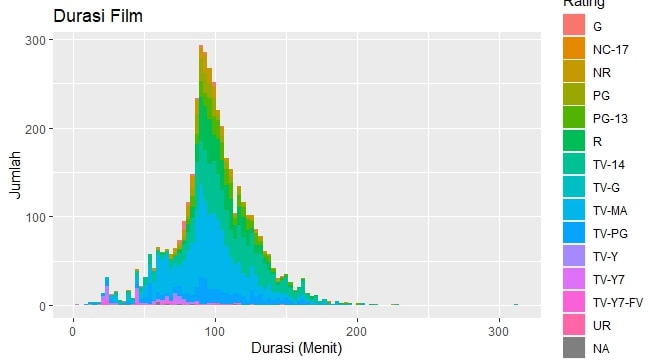 Durasi Film
300
200
100
0
Jumlah
0
100
200
300
Durasi (Menit)
Rating
G
NC-17
NR
PG
PG-13
R
TV-14
TV-G
TV-MA
TV-PG
TV-Y
TV-Y7
TV-Y7-FV
UR
NA